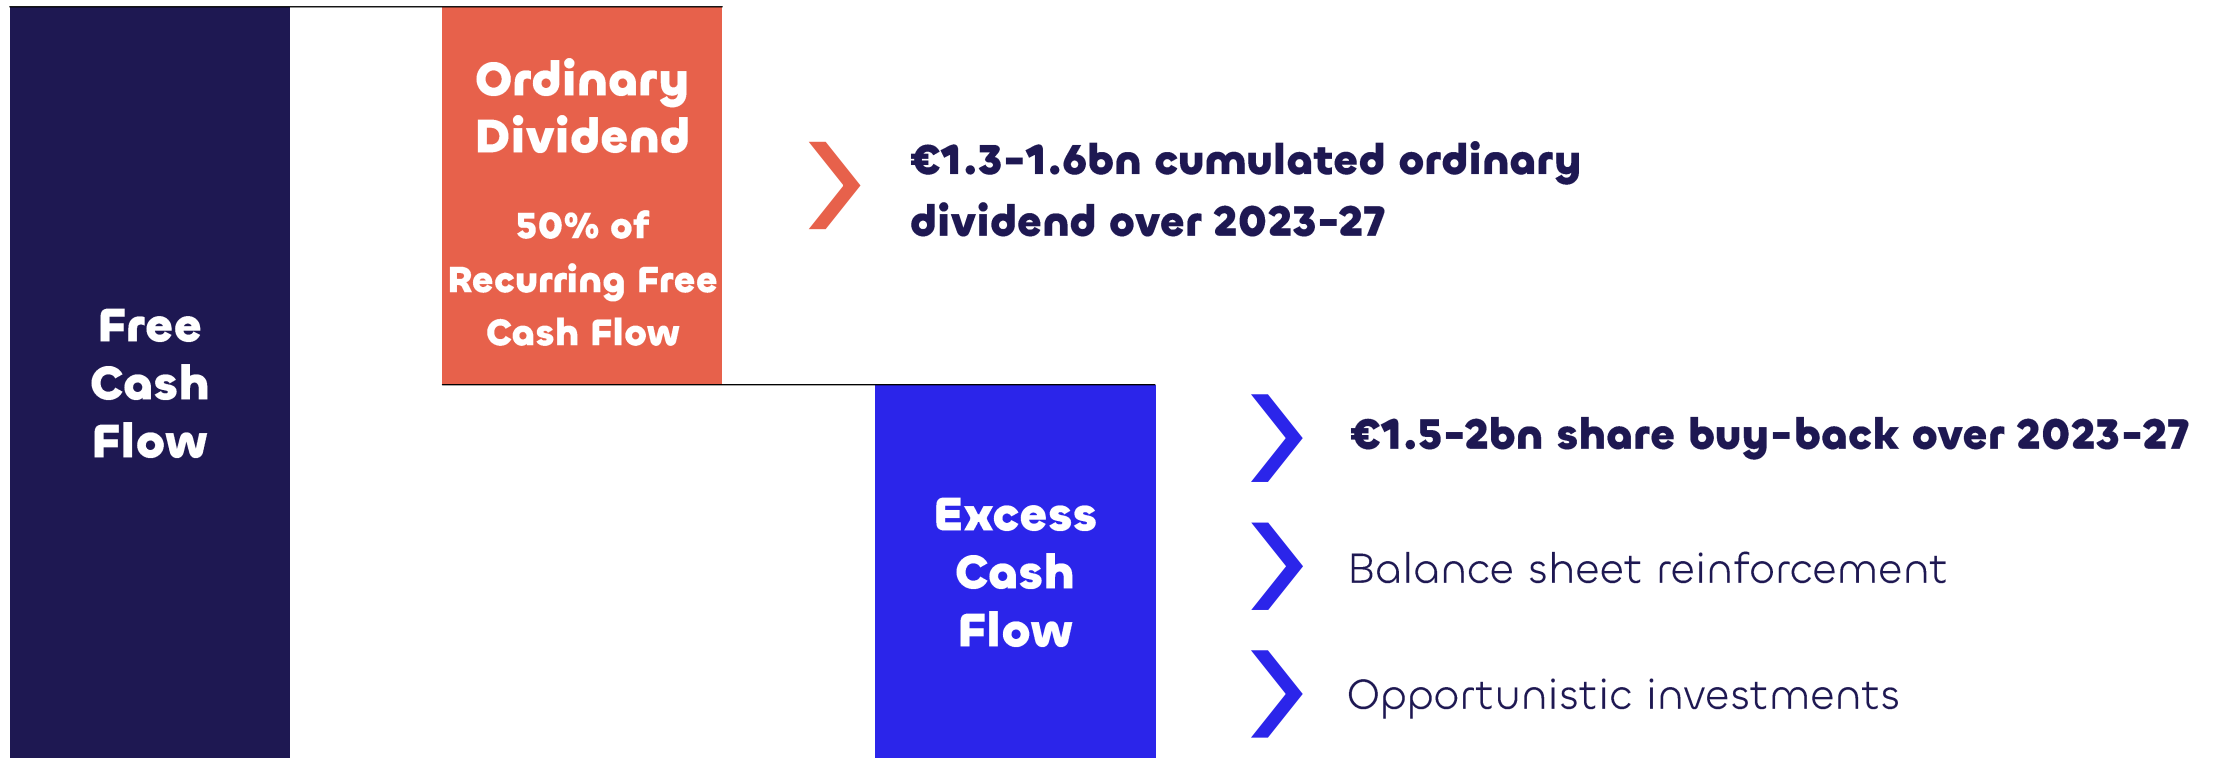 Free
Cash
Flow
Ordinary
Dividend
50% of
Recurring Free
Cash Flow
€1.3-1.6bn cumulated ordinary
dividend over 2023-27
Excess
Cash
Flow
€1.5-2bn share buy-back over 2023-27
Balance sheet reinforcement
Opportunistic investments